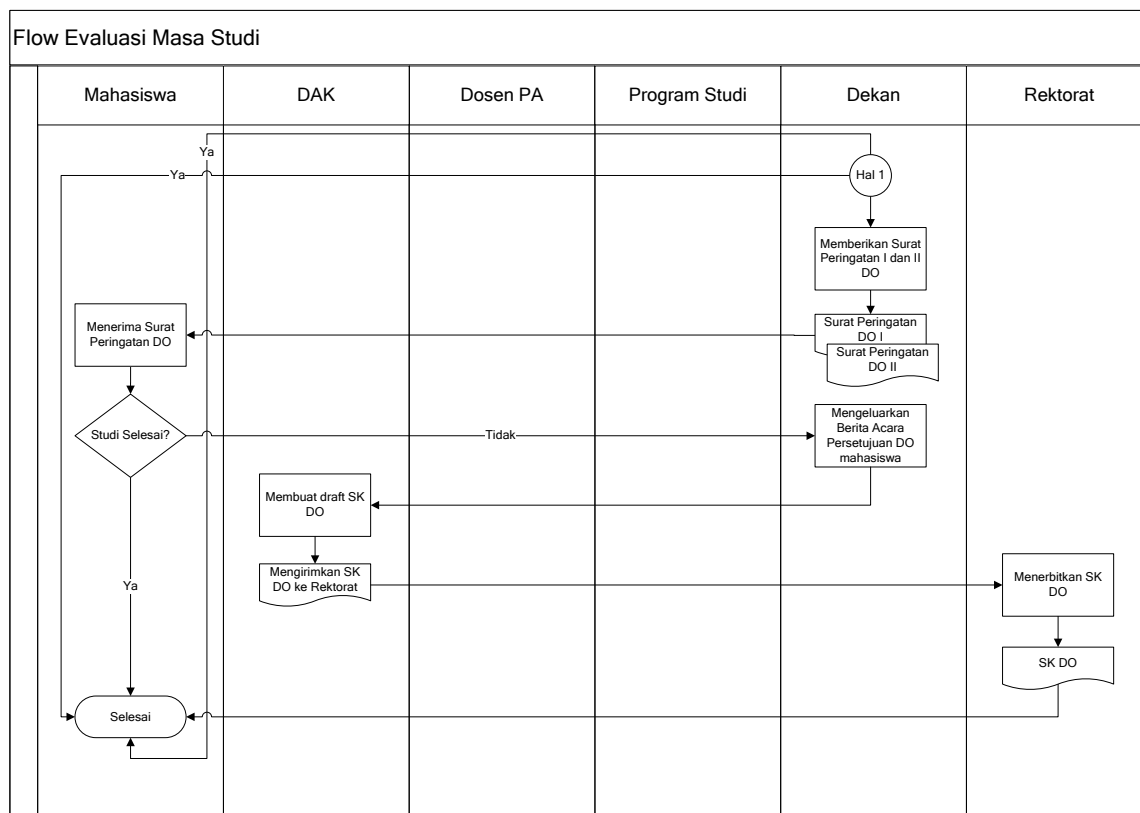 Flow Evaluasi Masa Studi
Mahasiswa
DAK
Dosen PA
Program Studi
Dekan
Rektorat
Ya
Ya
Hal 1
Memberikan Surat
Peringatan I dan II
DO
Menerima Surat
Peringatan DO
Surat Peringatan
DO I
Surat Peringatan
DO II
Studi Selesai?
Tidak
Mengeluarkan
Berita Acara
Persetujuan DO
mahasiswa
Membuat draft SK
DO
Mengirimkan SK
DO ke Rektorat
Menerbitkan SK
DO
Ya
SK DO
Selesai